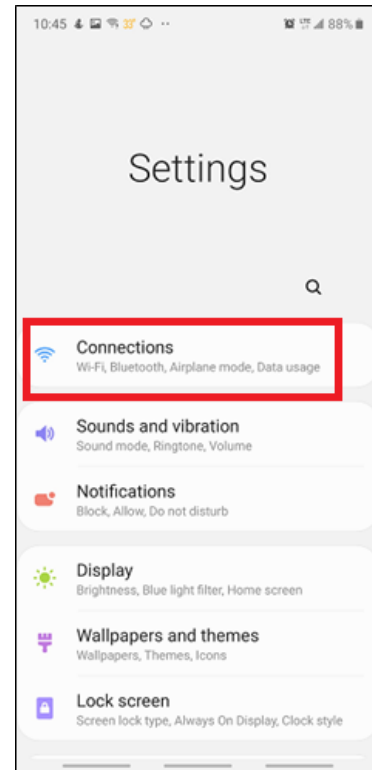 10:45 33° 88%
Settings
Connections
Wi-Fi, Bluetooth, Airplane mode, Data usage
Sounds and vibration
Sound mode, Ringtone, Volume
Notifications
Block, Allow, Do not disturb
Display
Brightness, Blue light filter, Home screen
Wallpapers and themes
Wallpapers, Themes, Icons
Lock screen
Screen lock type, Always On Display, Clock style